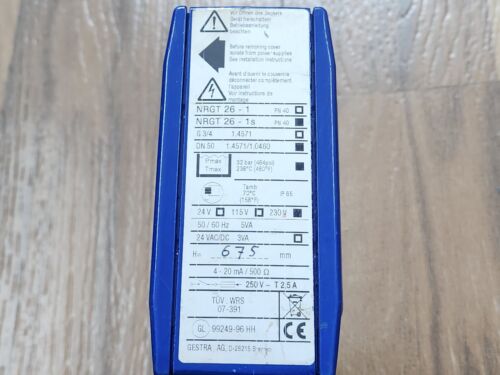 Vor Öffnen des Deckels
Gerät freischalten
Betriebsanleitung
beachten
Before removing cover
isolate from power supplies
See installation instructions
Avant d'ouvrir le couvercle
déconnecter complètement
l'appareil
Voir instructions de
montage
NRGT 26 - 1 PN 40
NRGT 26 - 1s PN 40
G 3/4 1.4571
DN 50 1.4571/1.0460
Pmax 32 bar (464psi)
Tmax 238°C (460°F)
Tamb
70°C IP 65
(158°F)
24 V 115 V 230 V
50 / 60 Hz 5VA
24 VAC/DC 3VA
675 mm
4 - 20 mA / 500 Ω
250 V ~ T 2,5 A
TÜV . WRS
07-391
GL 99249-96 HH CE
GESTRA AG, D-28215 Bremen